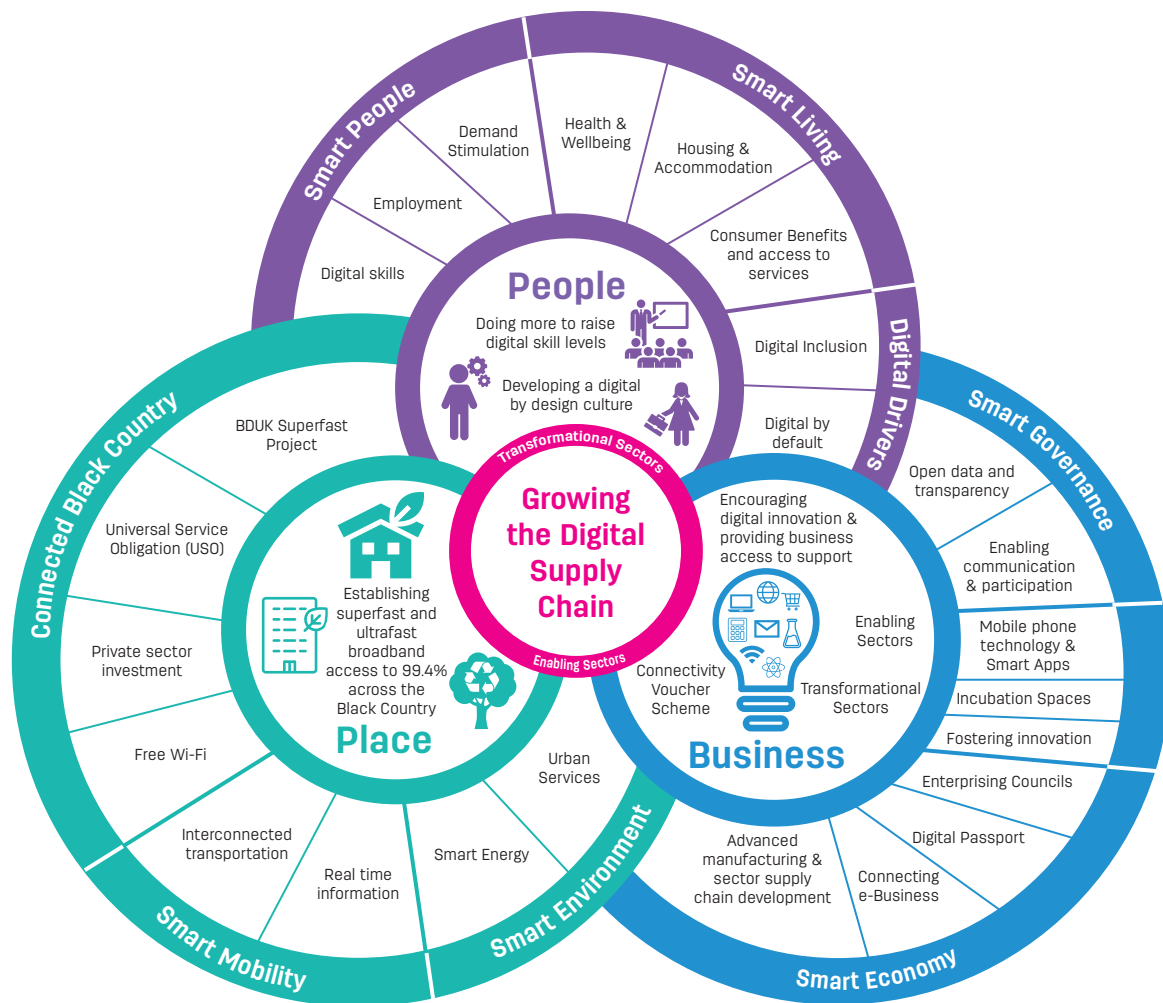 Smart People
Demand
Stimulation
Employment
Digital skills
Smart Living
Health &
Wellbeing
Housing &
Accommodation
Consumer Benefits
and access to
services
Digital Drivers
Digital Inclusion
Digital by
default
People
Doing more to raise
digital skill levels
Developing a digital
by design culture
Transformational Sectors
Growing
the Digital
Supply
Chain
Enabling Sectors
Connected Black Country
BDUK Superfast
Project
Universal Service
Obligation (USO)
Private sector
investment
Free Wi-Fi
Establishing
superfast and
ultrafast
broadband
access to 99.4%
across the
Black Country
Place
Smart Mobility
Interconnected
transportation
Real time
information
Smart Environment
Smart Energy
Urban
Services
Smart Governance
Open data and
transparency
Enabling
communication
& participation
Mobile phone
technology &
Smart Apps
Incubation Spaces
Fostering innovation
Encouraging
digital innovation &
providing business
access to support
Enabling
Sectors
Connectivity
Voucher
Scheme
Transformational
Sectors
Business
Smart Economy
Enterprising Councils
Digital Passport
Connecting
e-Business
Advanced
manufacturing &
sector supply
chain development